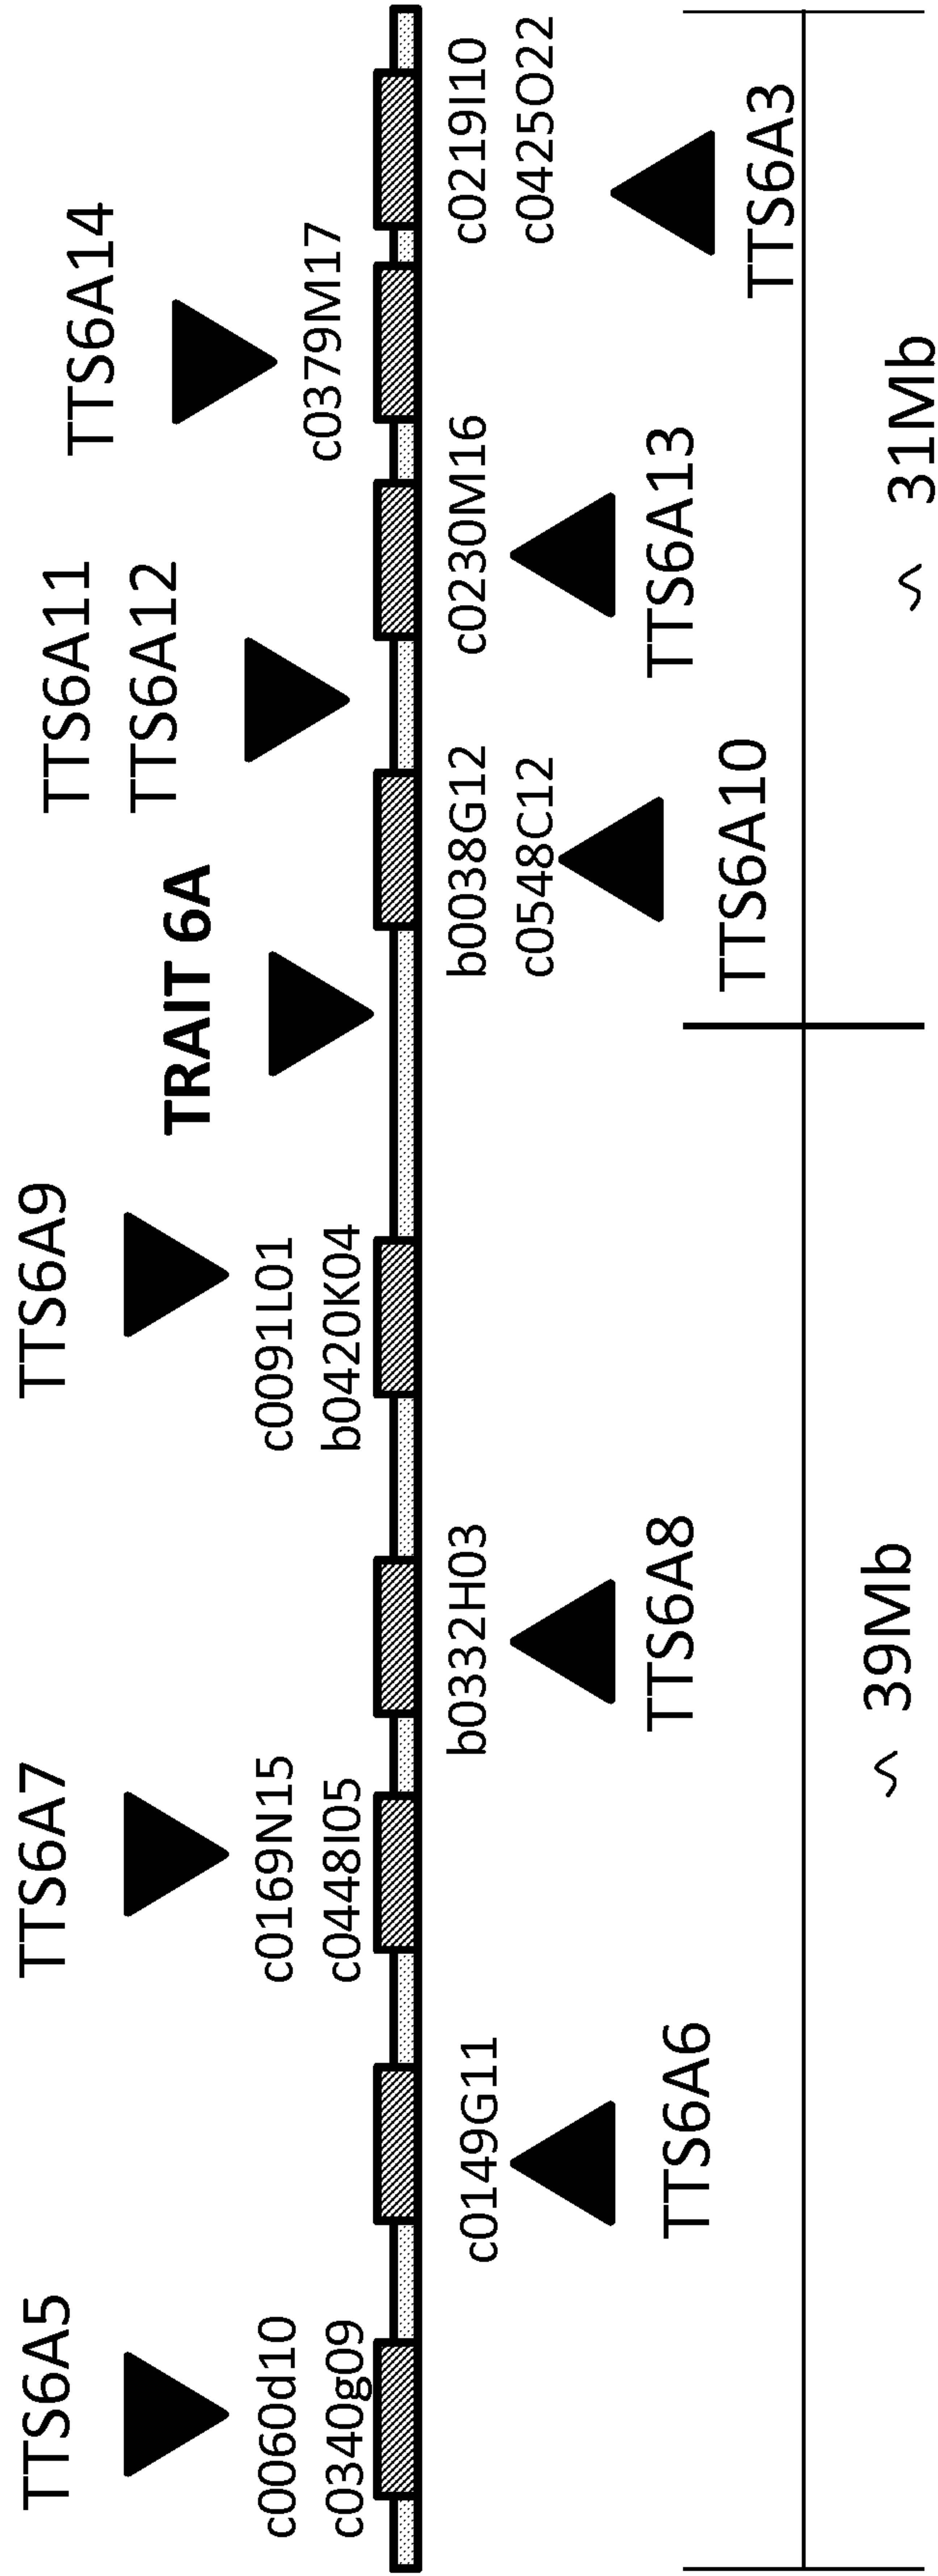 TTS6A5
c0060d10
c0340g09
c0149G11
TTS6A6
TTS6A7
c0169N15
c0448I05
b0332H03
TTS6A8
TTS6A9
c0091L01
b0420K04
TRAIT 6A
b0038G12
c0548C12
TTS6A10
TTS6A11
TTS6A12
c0230M16
TTS6A13
TTS6A14
c0379M17
c0219I10
c0425O22
TTS6A3
~ 39Mb
~ 31Mb